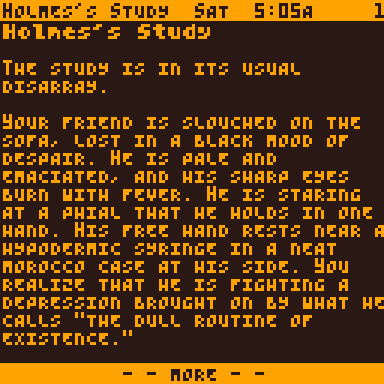 Holmes's Study Sat 5:05a 1
Holmes's Study
The study is in its usual
disarray.
Your friend is slouched on the
sofa, lost in a black mood of
despair. He is pale and
emaciated, and his sharp eyes
burn with fever. He is staring
at a phial that he holds in one
hand. His free hand rests near a
hypodermic syringe in a neat
morocco case at his side. You
realize that he is fighting a
depression brought on by what he
calls "the dull routine of
existence."
- - more - -